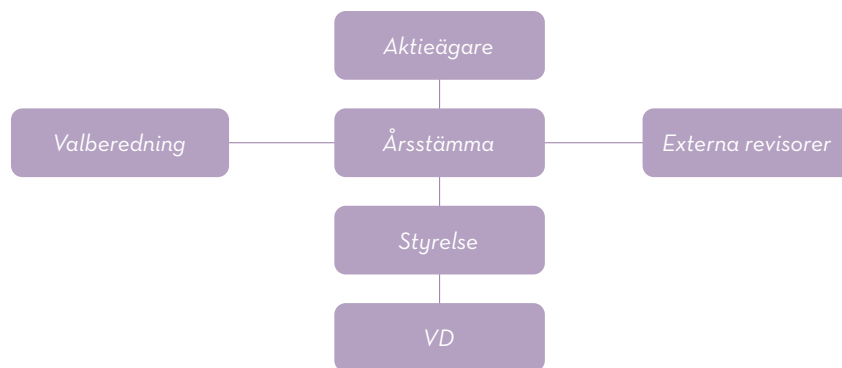 Aktieägare
Valberedning
Årsstämma
Externa revisorer
Styrelse
VD